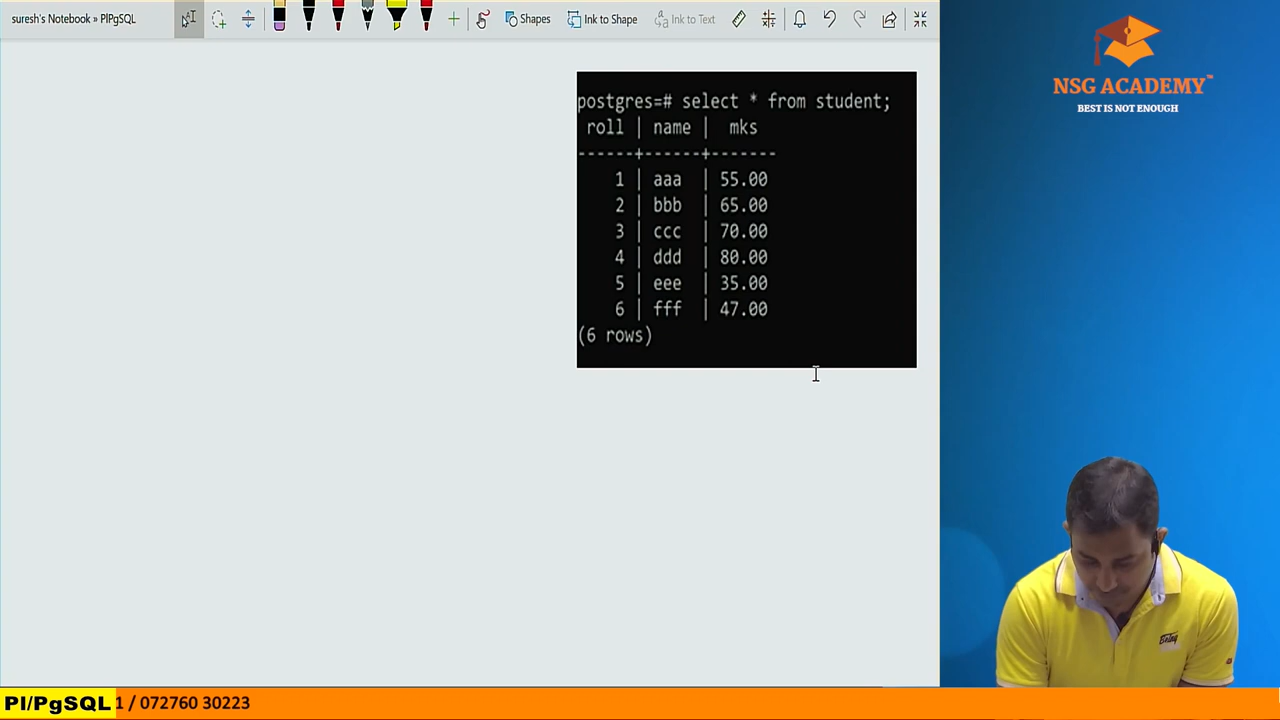 suresh's Notebook » PlPgSQL
Shapes
Ink to Shape
Ink to Text
NSG ACADEMY™
BEST IS NOT ENOUGH
postgres=# select * from student;
roll | name | mks
------+------+-------
1 | aaa | 55.00
2 | bbb | 65.00
3 | ccc | 70.00
4 | ddd | 80.00
5 | eee | 35.00
6 | fff | 47.00
(6 rows)
Pl/PgSQL 1 / 072760 30223